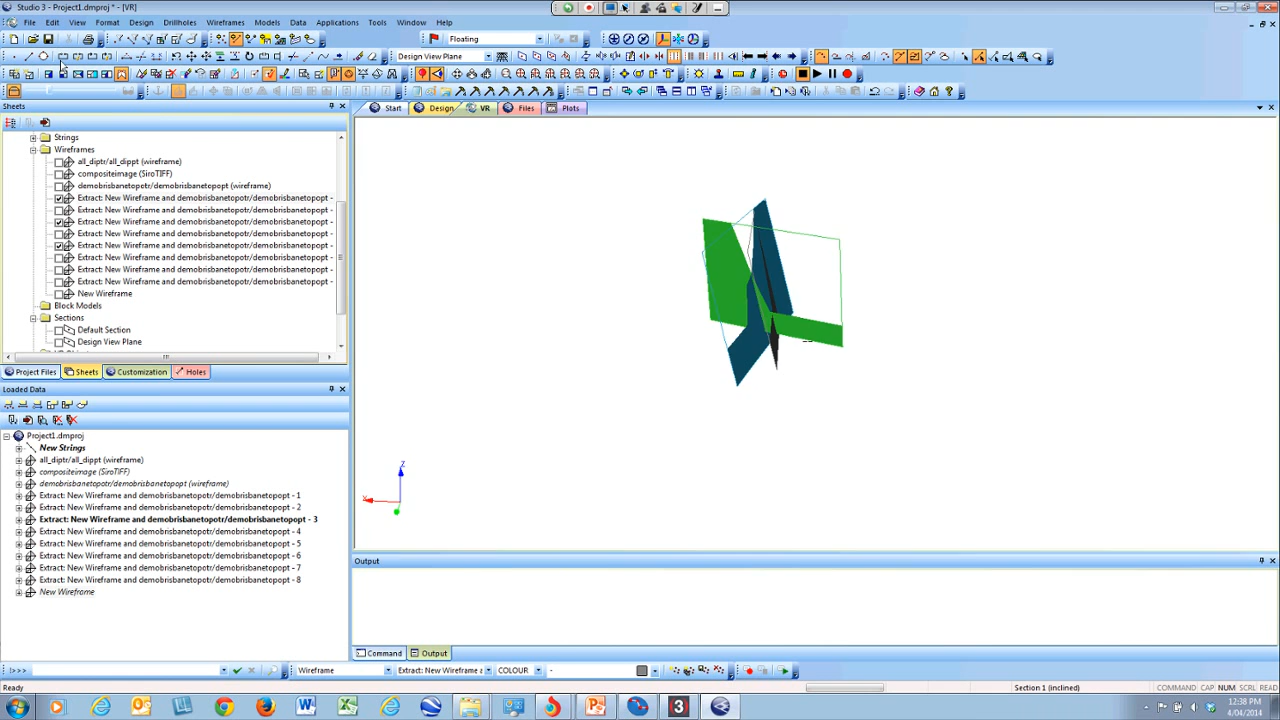 Studio 3 - Project1.dmproj * - [VR]
File Edit View Format Design Drillholes Wireframes Models Data Applications Tools Window Help
Floating
Design View Plane
Sheets
Start Design VR Files Plots
Strings
Wireframes
all_diptr/all_dippt (wireframe)
compositeimage (SiroTIFF)
demobrisbanetopotr/demobrisbanetopopt (wireframe)
Extract: New Wireframe and demobrisbanetopotr/demobrisbanetopopt -
Extract: New Wireframe and demobrisbanetopotr/demobrisbanetopopt -
Extract: New Wireframe and demobrisbanetopotr/demobrisbanetopopt -
Extract: New Wireframe and demobrisbanetopotr/demobrisbanetopopt -
Extract: New Wireframe and demobrisbanetopotr/demobrisbanetopopt -
Extract: New Wireframe and demobrisbanetopotr/demobrisbanetopopt -
Extract: New Wireframe and demobrisbanetopotr/demobrisbanetopopt -
Extract: New Wireframe and demobrisbanetopotr/demobrisbanetopopt -
New Wireframe
Block Models
Sections
Default Section
Design View Plane
Project Files Sheets Customization Holes
Loaded Data
Project1.dmproj
New Strings
all_diptr/all_dippt (wireframe)
compositeimage (SiroTIFF)
demobrisbanetopotr/demobrisbanetopopt (wireframe)
Extract: New Wireframe and demobrisbanetopotr/demobrisbanetopopt - 1
Extract: New Wireframe and demobrisbanetopotr/demobrisbanetopopt - 2
Extract: New Wireframe and demobrisbanetopotr/demobrisbanetopopt - 3
Extract: New Wireframe and demobrisbanetopotr/demobrisbanetopopt - 4
Extract: New Wireframe and demobrisbanetopotr/demobrisbanetopopt - 5
Extract: New Wireframe and demobrisbanetopotr/demobrisbanetopopt - 6
Extract: New Wireframe and demobrisbanetopotr/demobrisbanetopopt - 7
Extract: New Wireframe and demobrisbanetopotr/demobrisbanetopopt - 8
New Wireframe
Z
X
Output
Command Output
!>>> Wireframe Extract: New Wireframe a COLOUR -
Ready Section 1 (inclined) COMMAND CAP NUM SCRL READ
12:38 PM
4/04/2014